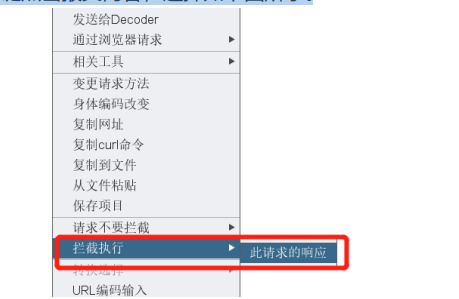 发送给Decoder
通过浏览器请求
相关工具
变更请求方法
身体编码改变
复制网址
复制curl命令
复制到文件
从文件粘贴
保存项目
请求不要拦截
拦截执行
此请求的响应
转换选择
URL编码输入